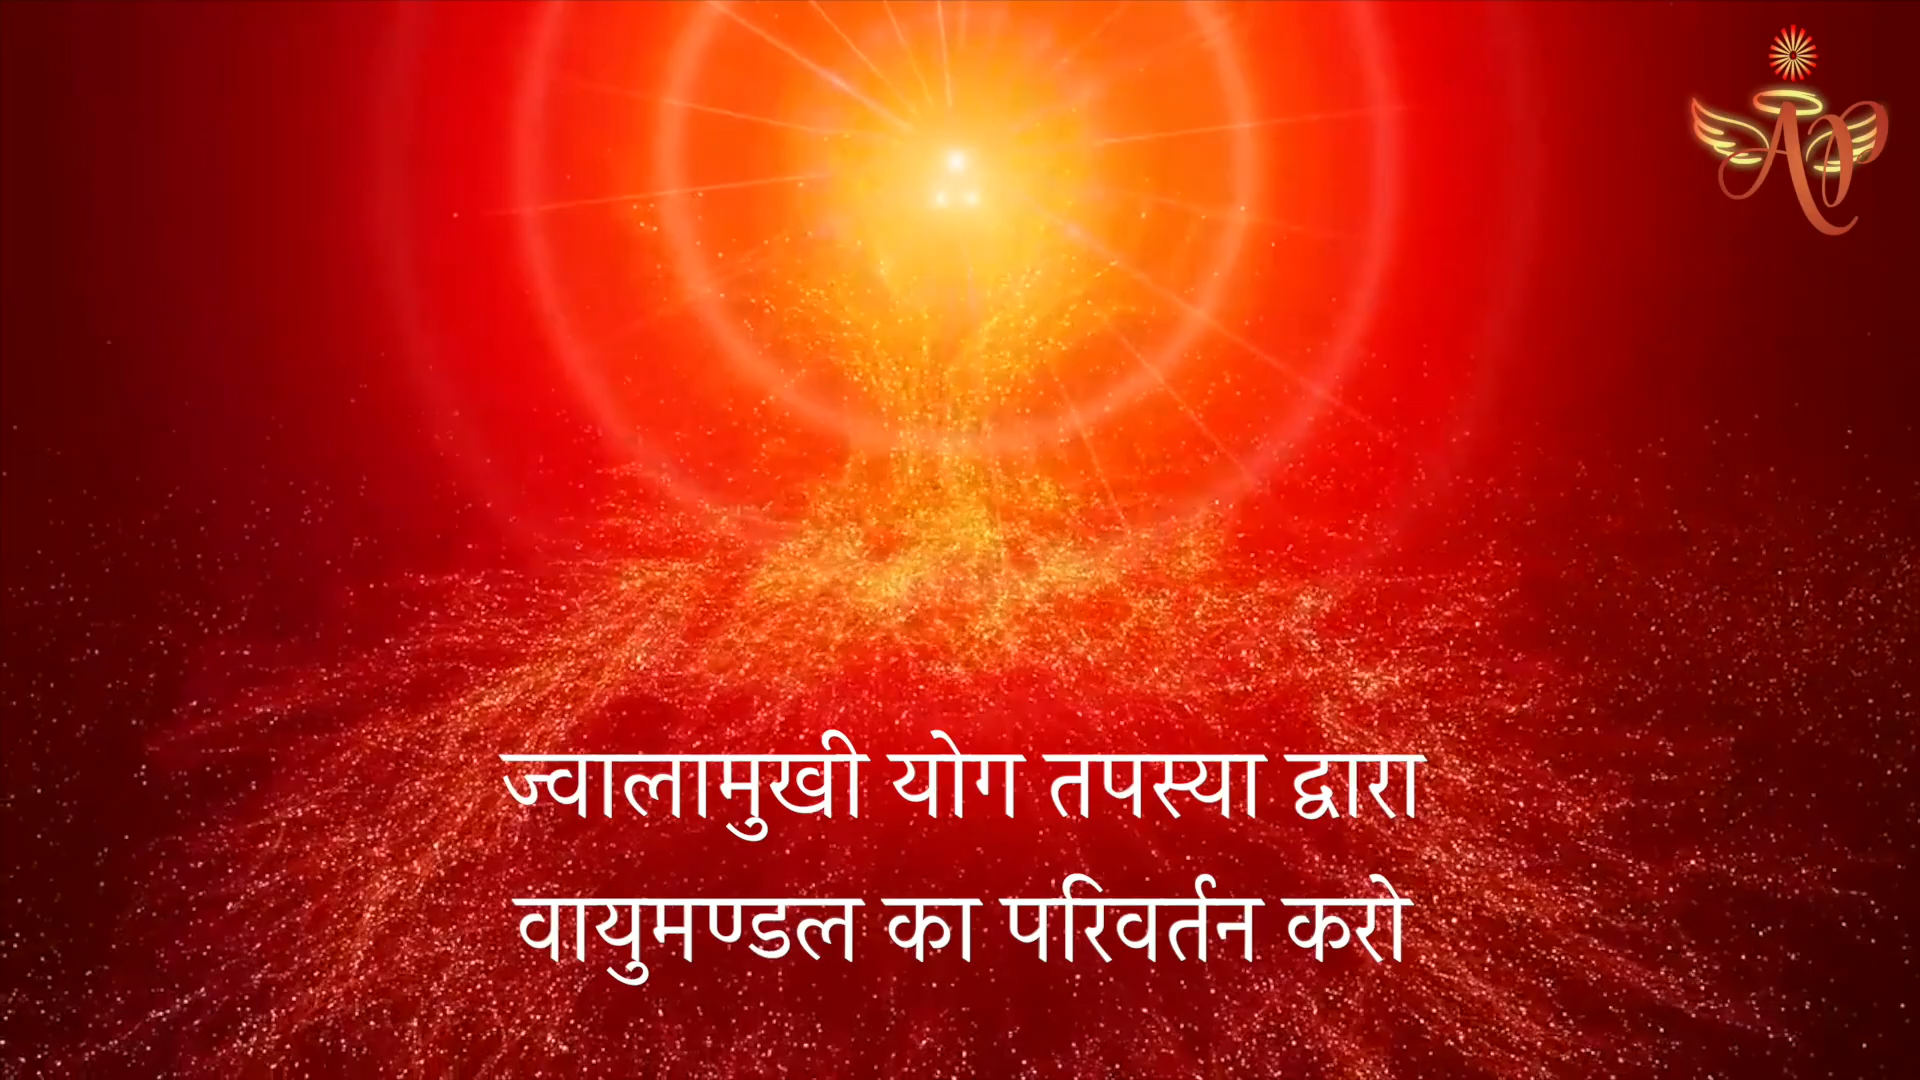 ज्वालामुखी योग तपस्या द्वारा
वायुमण्डल का परिवर्तन करो